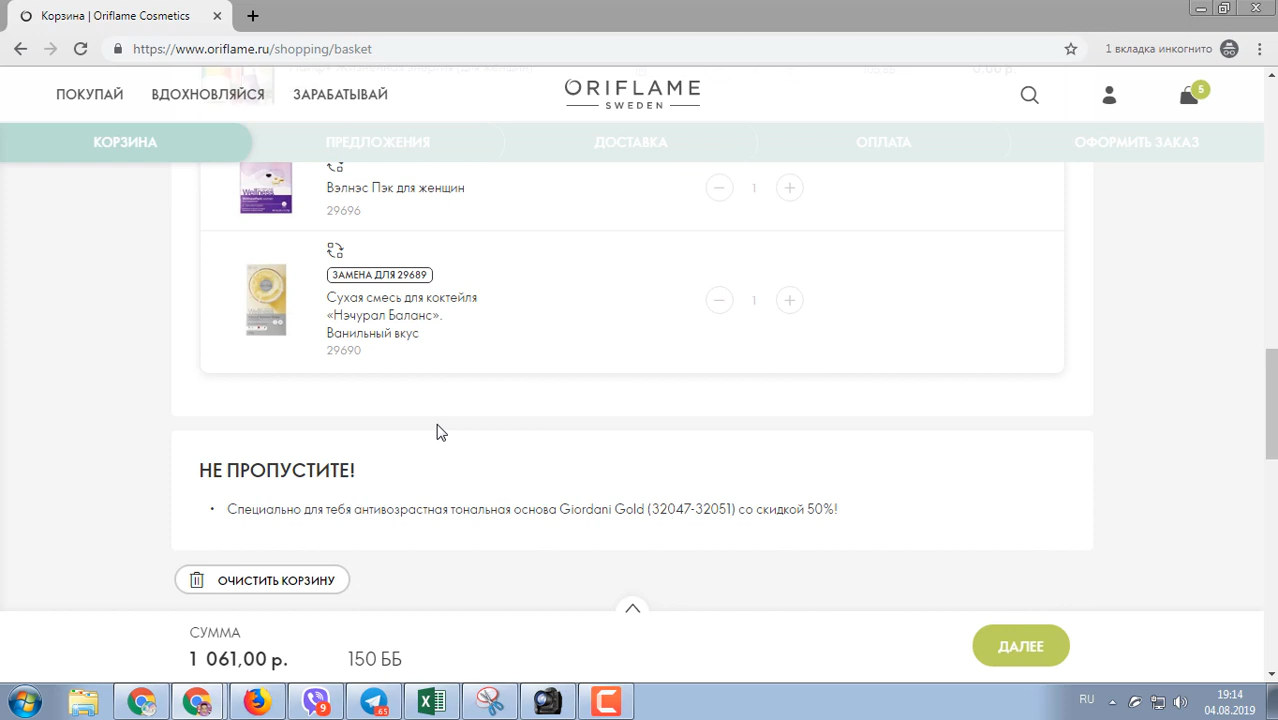 Корзина | Oriflame Cosmetics
https://www.oriflame.ru/shopping/basket
1 вкладка инкогнито
ПОКУПАЙ ВДОХНОВЛЯЙСЯ ЗАРАБАТЫВАЙ
ORIFLAME
SWEDEN
5
КОРЗИНА ПРЕДЛОЖЕНИЯ ДОСТАВКА ОПЛАТА ОФОРМИТЬ ЗАКАЗ
Wellness
Вэлнэс Пэк для женщин
1
29696
ЗАМЕНА ДЛЯ 29689
Сухая смесь для коктейля
«Нэчурал Баланс».
Ванильный вкус
1
29690
НЕ ПРОПУСТИТЕ!
• Специально для тебя антивозрастная тональная основа Giordani Gold (32047-32051) со скидкой 50%!
ОЧИСТИТЬ КОРЗИНУ
СУММА
1 061,00 р. 150 ББ
ДАЛЕЕ
9
65
RU
19:14
04.08.2019